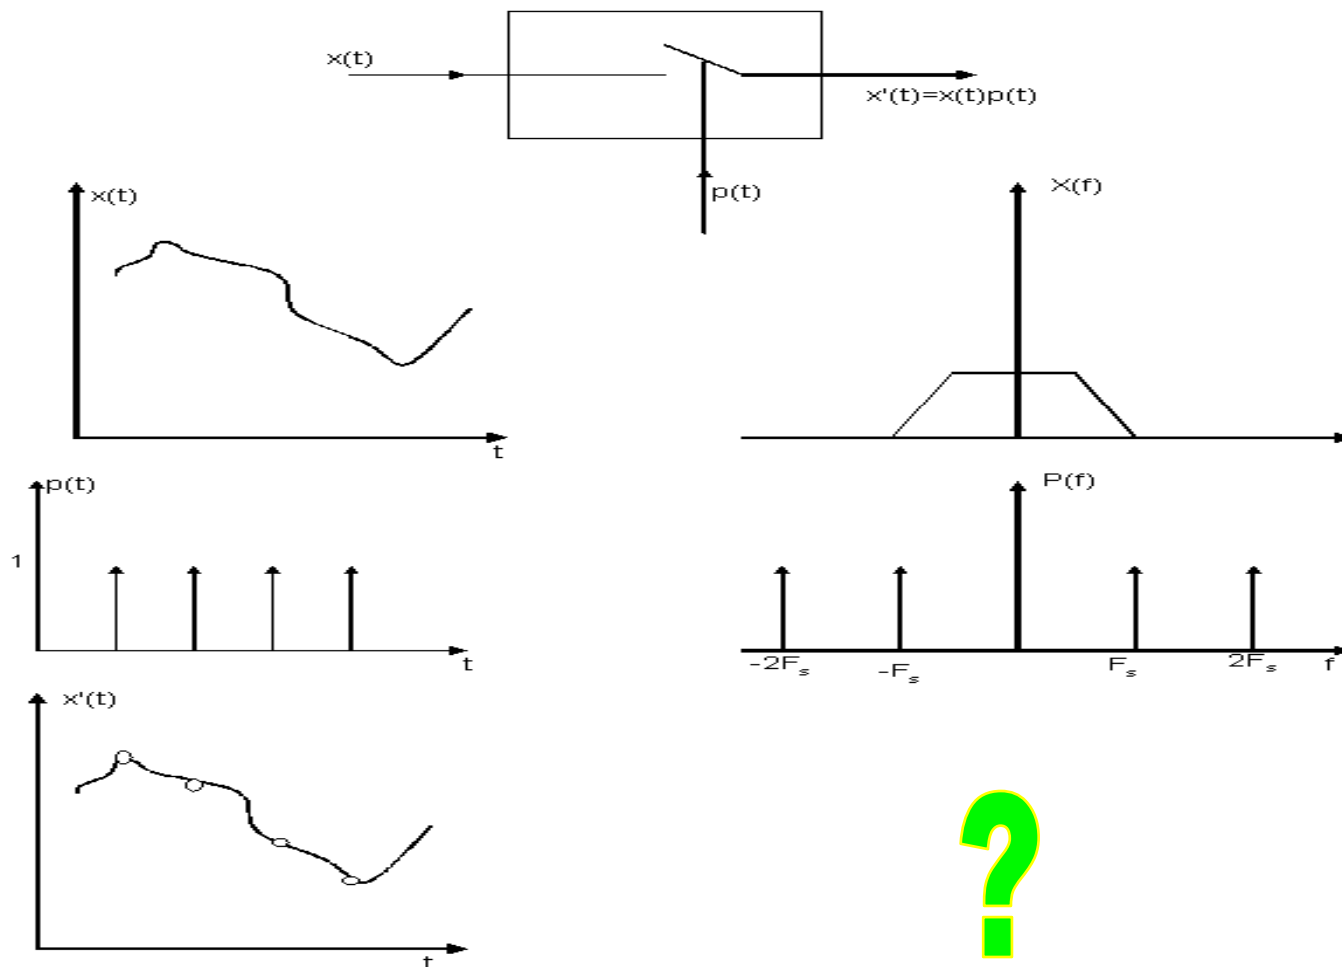 x(t)
x'(t)=x(t)p(t)
p(t)
x(t)
X(f)
t
p(t)
P(f)
1
t
-2Fs
-Fs
Fs
2Fs
f
x'(t)
?
t